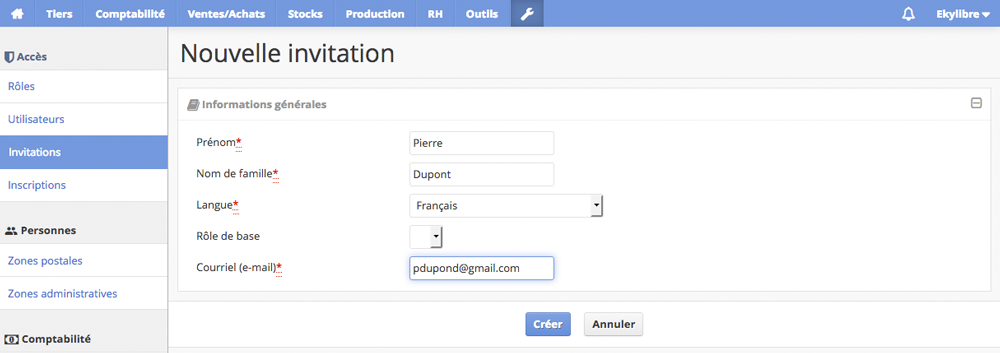 Tiers Comptabilité Ventes/Achats Stocks Production RH Outils Ekylibre
Accès
Rôles
Utilisateurs
Invitations
Inscriptions
Personnes
Zones postales
Zones administratives
Comptabilité
Nouvelle invitation
Informations générales
Prénom* Pierre
Nom de famille* Dupont
Langue* Français
Rôle de base
Courriel (e-mail)* pdupond@gmail.com
Créer Annuler